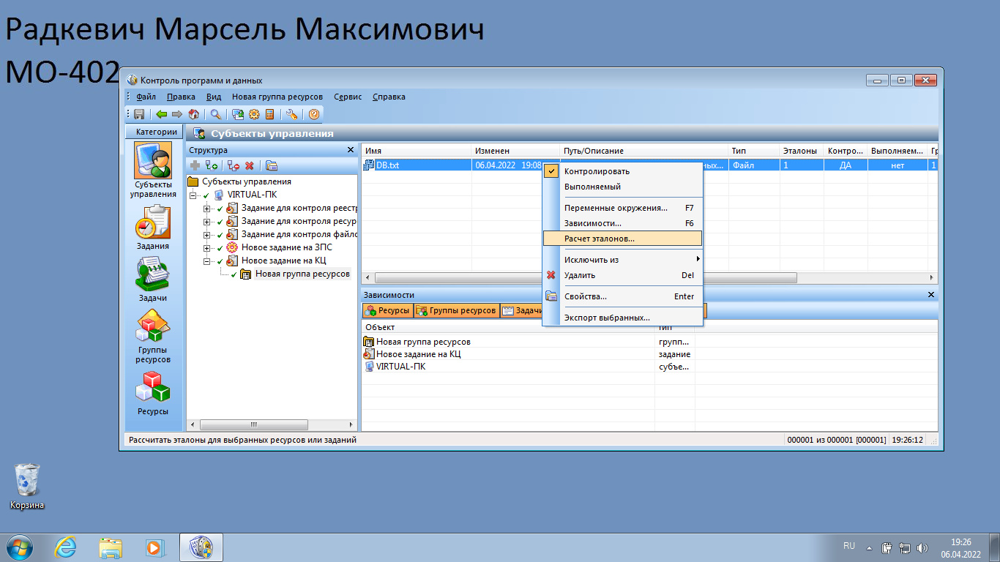 Радкевич Марсель Максимович
МО-402
Контроль программ и данных
Файл Правка Вид Новая группа ресурсов Сервис Справка
Категории
Субъекты управления
Субъекты
управления
Задания
Задачи
Группы
ресурсов
Ресурсы
Структура
Субъекты управления
VIRTUAL-ПК
Задание для контроля реест
Задание для контроля ресур
Задание для контроля файло
Новое задание на ЗПС
Новое задание на КЦ
Новая группа ресурсов
Имя Изменен Путь/Описание Тип Эталоны Контро... Выполняем... Гр
DB.txt 06.04.2022 19:08 ных... Файл 1 ДА нет 1
Контролировать
Выполняемый
Переменные окружения... F7
Зависимости... F6
Расчет эталонов...
Исключить из
Удалить Del
Свойства... Enter
Экспорт выбранных...
Зависимости
Ресурсы Группы ресурсов Задачи
Объект Тип
Новая группа ресурсов групп...
Новое задание на КЦ задание
VIRTUAL-ПК субъе...
Рассчитать эталоны для выбранных ресурсов или заданий 000001 из 000001 [000001] 19:26:12
Корзина
RU 19:26
06.04.2022